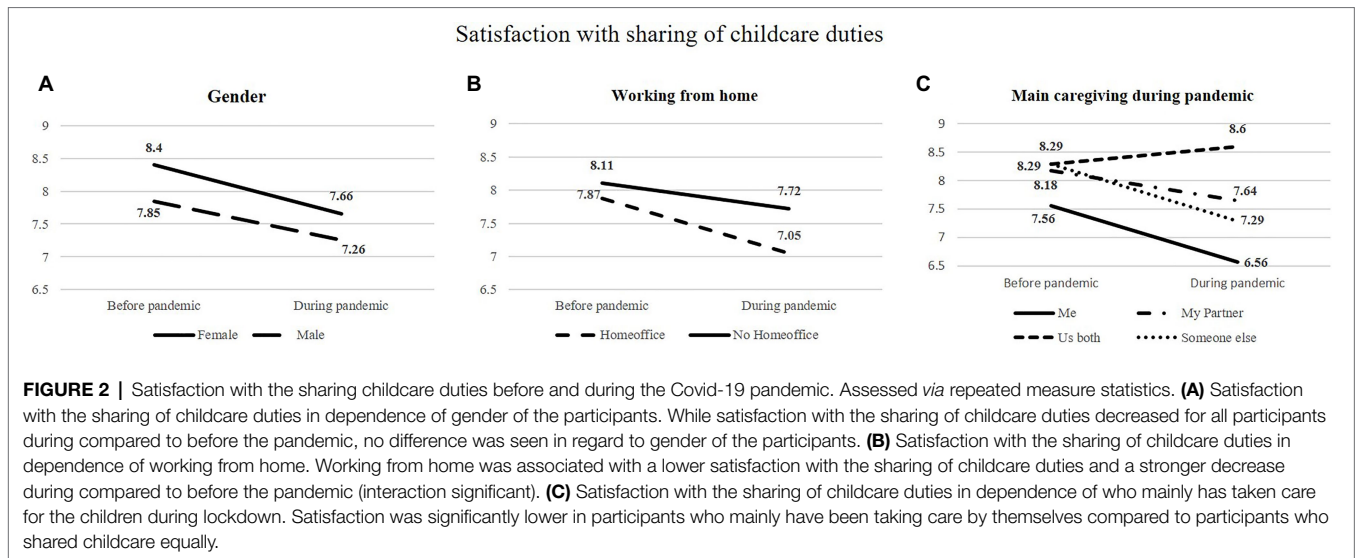 Satisfaction with sharing of childcare duties
A
Gender
9
8.5
8
7.5
7
6.5
8.4
7.66
7.85
7.26
Before pandemic
During pandemic
Female
Male
B
Working from home
9
8.5
8
7.5
7
6.5
8.11
7.72
7.87
7.05
Before pandemic
During pandemic
Homeoffice
No Homeoffice
C
Main caregiving during pandemic
9
8.5
8
7.5
7
6.5
8.29
8.6
8.29
8.18
7.64
7.29
7.56
6.56
Before pandemic
During pandemic
Me
My Partner
Us both
Someone else
FIGURE 2 | Satisfaction with the sharing childcare duties before and during the Covid-19 pandemic. Assessed via repeated measure statistics. (A) Satisfaction
with the sharing of childcare duties in dependence of gender of the participants. While satisfaction with the sharing of childcare duties decreased for all participants
during compared to before the pandemic, no difference was seen in regard to gender of the participants. (B) Satisfaction with the sharing of childcare duties in
dependence of working from home. Working from home was associated with a lower satisfaction with the sharing of childcare duties and a stronger decrease
during compared to before the pandemic (interaction significant). (C) Satisfaction with the sharing of childcare duties in dependence of who mainly has taken care
for the children during lockdown. Satisfaction was significantly lower in participants who mainly have been taking care by themselves compared to participants who
shared childcare equally.